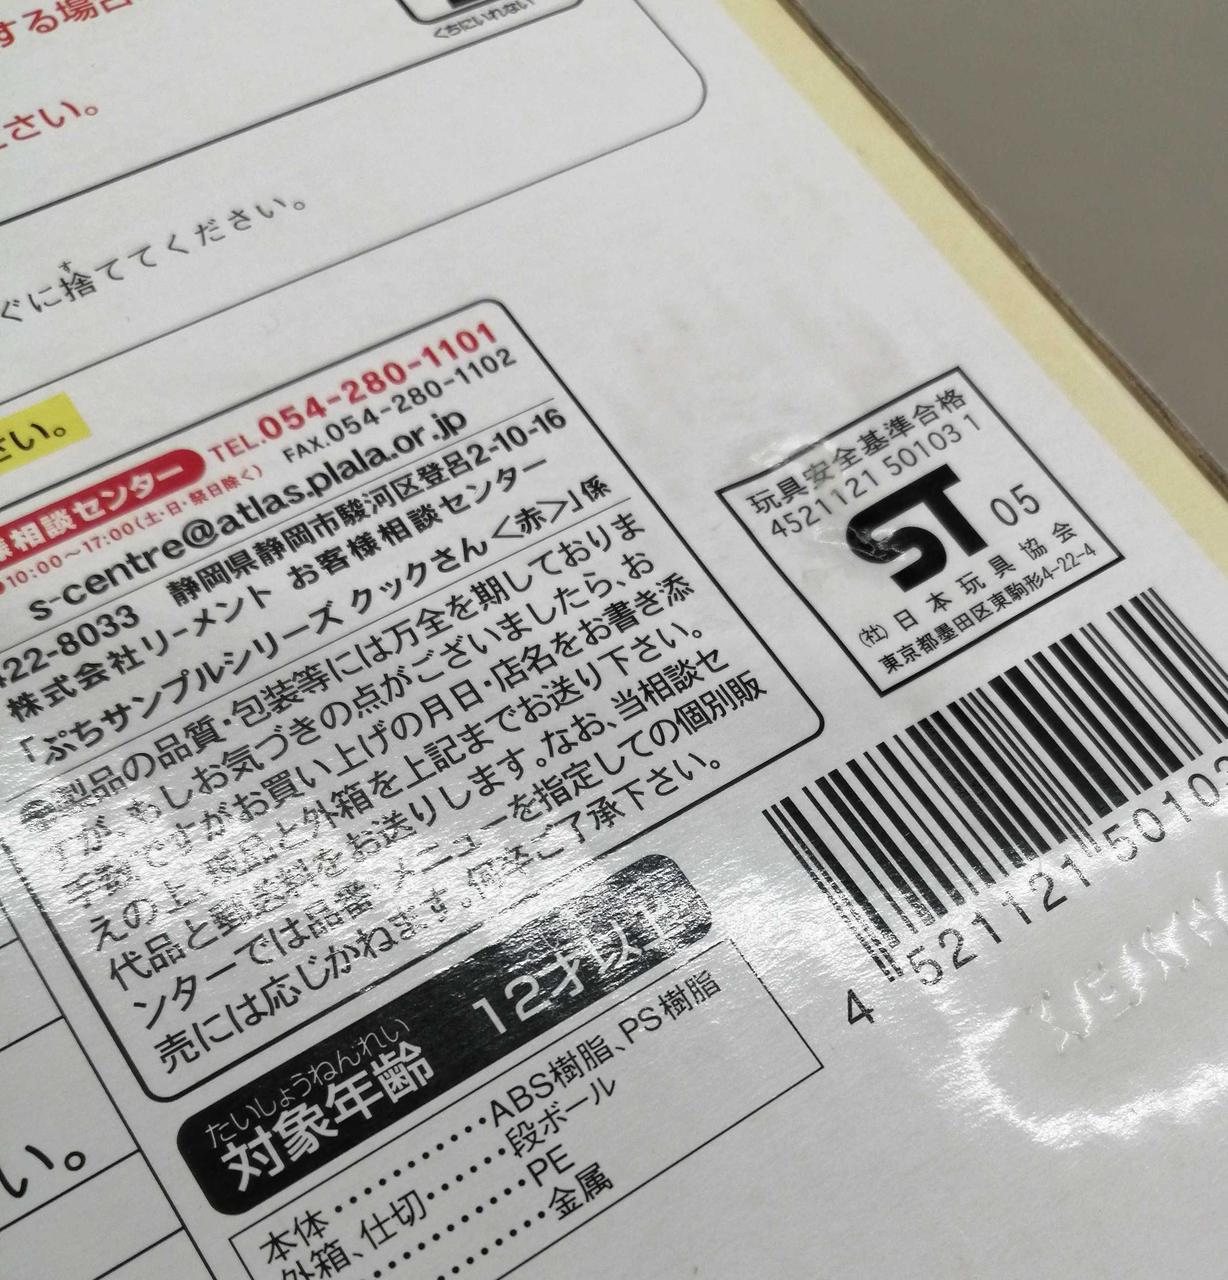 する場合
くちにいれない
ださい。
ぐに捨ててください。
す
さい。
様相談センター
TEL.054-280-1101
10:00~17:00(土・日・祭日除く)
FAX.054-280-1102
s-centre@atlas.plala.or.jp
422-8033 静岡県静岡市駿河区登呂2-10-16
株式会社リーメント お客様相談センター
「ぷちサンプルシリーズ クックさん <赤>」係
●製品の品質・包装等には万全を期しておりま
すが、もしお気づきの点がございましたら、お
手数ですがお買い上げの月日・店名をお書き添
えの上、製品と外箱を上記までお送り下さい。
代品と郵送料をお送りします。なお、当相談セ
ンターでは品番・メニューを指定しての個別販
売には応じかねます。何卒ご了承下さい。
玩具安全基準合格
4521121 50103 1
ST 05
(社)日本玩具協会
東京都墨田区東駒形4-22-4
4 521121 50103
たいしょうねんれい
対象年齢 12才以上
本体・・・・・・・・・・ABS樹脂、PS樹脂
外箱、仕切・・・・・・段ボール
・・・・・・・・・・PE
・・・・・・・・・・金属
い。